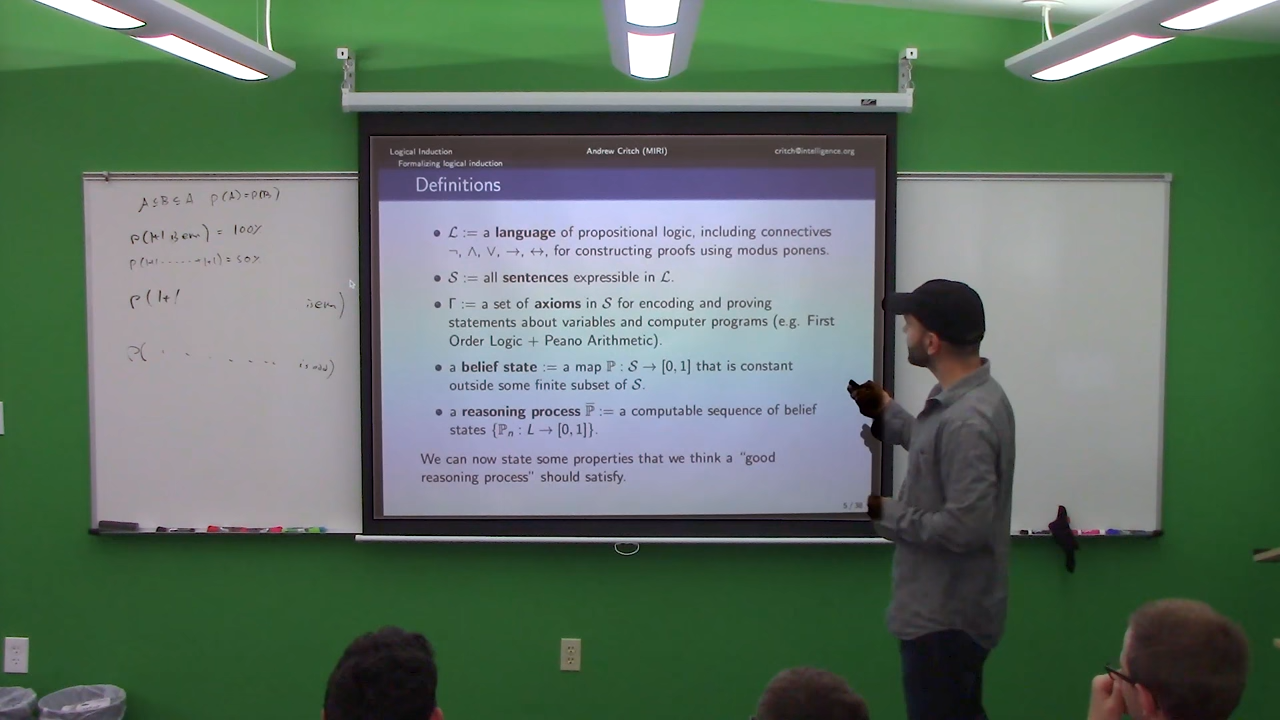 A ≤ B ≤ A P(A)=P(B)
= 100%
P(1+1
P(
Logical Induction
Andrew Critch (MIRI)
critch@intelligence.org
Formalizing logical induction
Definitions
• ℒ := a language of propositional logic, including connectives
¬, ∧, ∨, →, ↔, for constructing proofs using modus ponens.
• 𝒮 := all sentences expressible in ℒ.
• Γ := a set of axioms in 𝒮 for encoding and proving
statements about variables and computer programs (e.g. First
Order Logic + Peano Arithmetic).
• a belief state := a map ℙ : 𝒮 → [0, 1] that is constant
outside some finite subset of 𝒮.
• a reasoning process ℙ̅ := a computable sequence of belief
states {ℙₙ : L → [0, 1]}.
We can now state some properties that we think a "good
reasoning process" should satisfy.
5 / 38